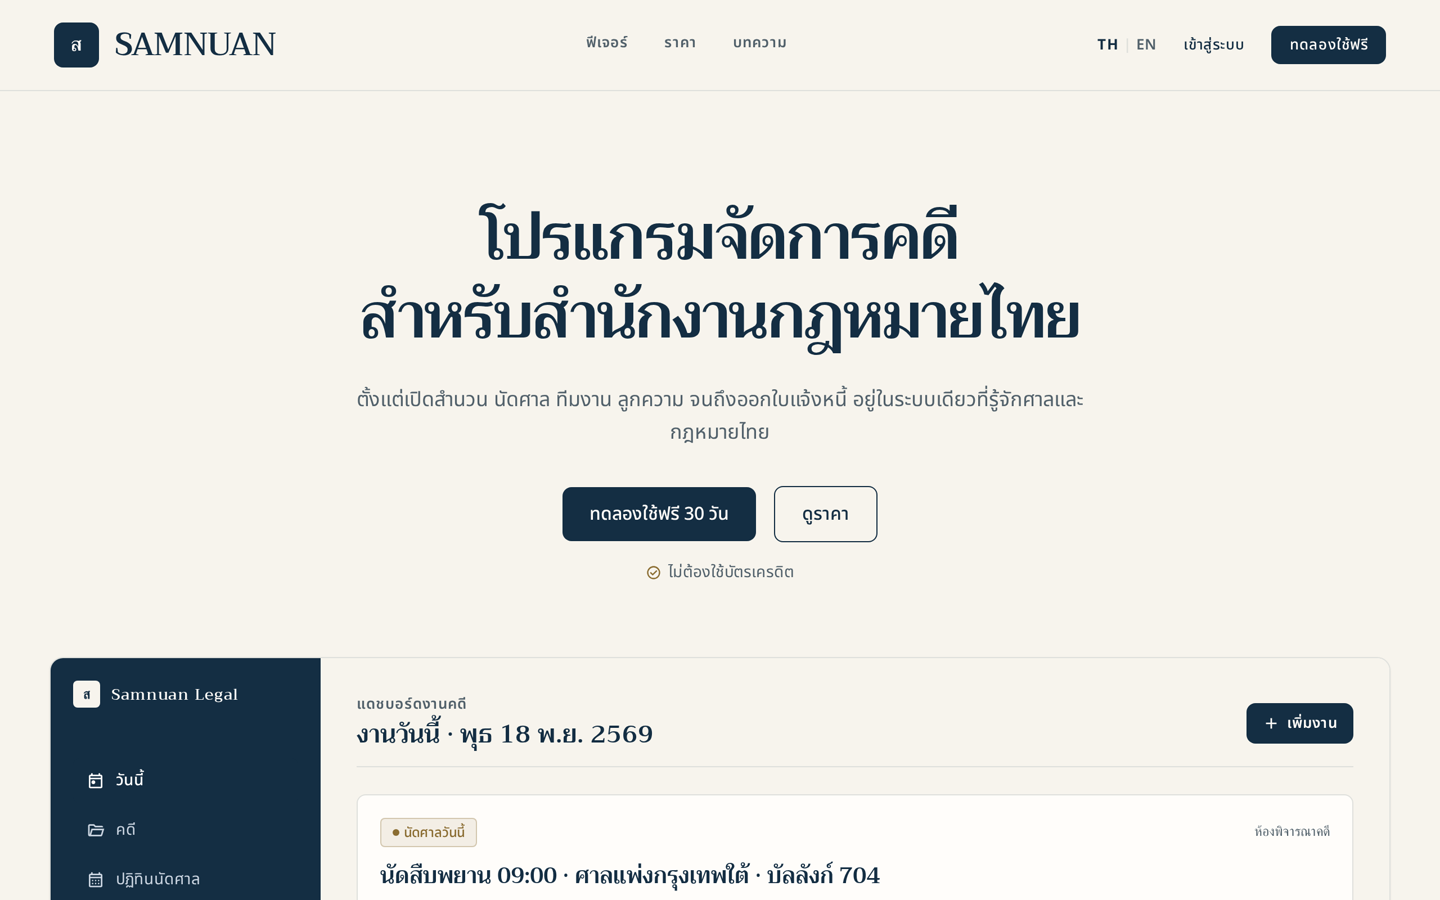 ส SAMNUAN
ฟีเจอร์ ราคา บทความ
TH | EN เข้าสู่ระบบ ทดลองใช้ฟรี
โปรแกรมจัดการคดี
สำหรับสำนักงานกฎหมายไทย
ตั้งแต่เปิดสำนวน นัดศาล ทีมงาน ลูกความ จนถึงออกใบแจ้งหนี้ อยู่ในระบบเดียวที่รู้จักศาลและ
กฎหมายไทย
ทดลองใช้ฟรี 30 วัน ดูราคา
ไม่ต้องใช้บัตรเครดิต
ส Samnuan Legal
วันนี้
คดี
ปฏิทินนัดศาล
แดชบอร์ดงานคดี
งานวันนี้ · พุธ 18 พ.ย. 2569
+ เพิ่มงาน
นัดศาลวันนี้ ห้องพิจารณาคดี
นัดสืบพยาน 09:00 · ศาลแพ่งกรุงเทพใต้ · บัลลังก์ 704